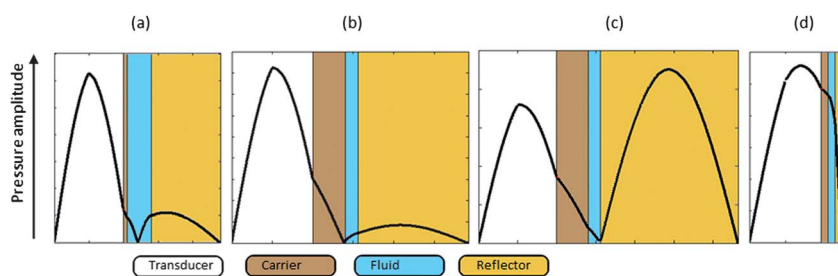 (a) (b) (c) (d)
Pressure amplitude
Transducer Carrier Fluid Reflector